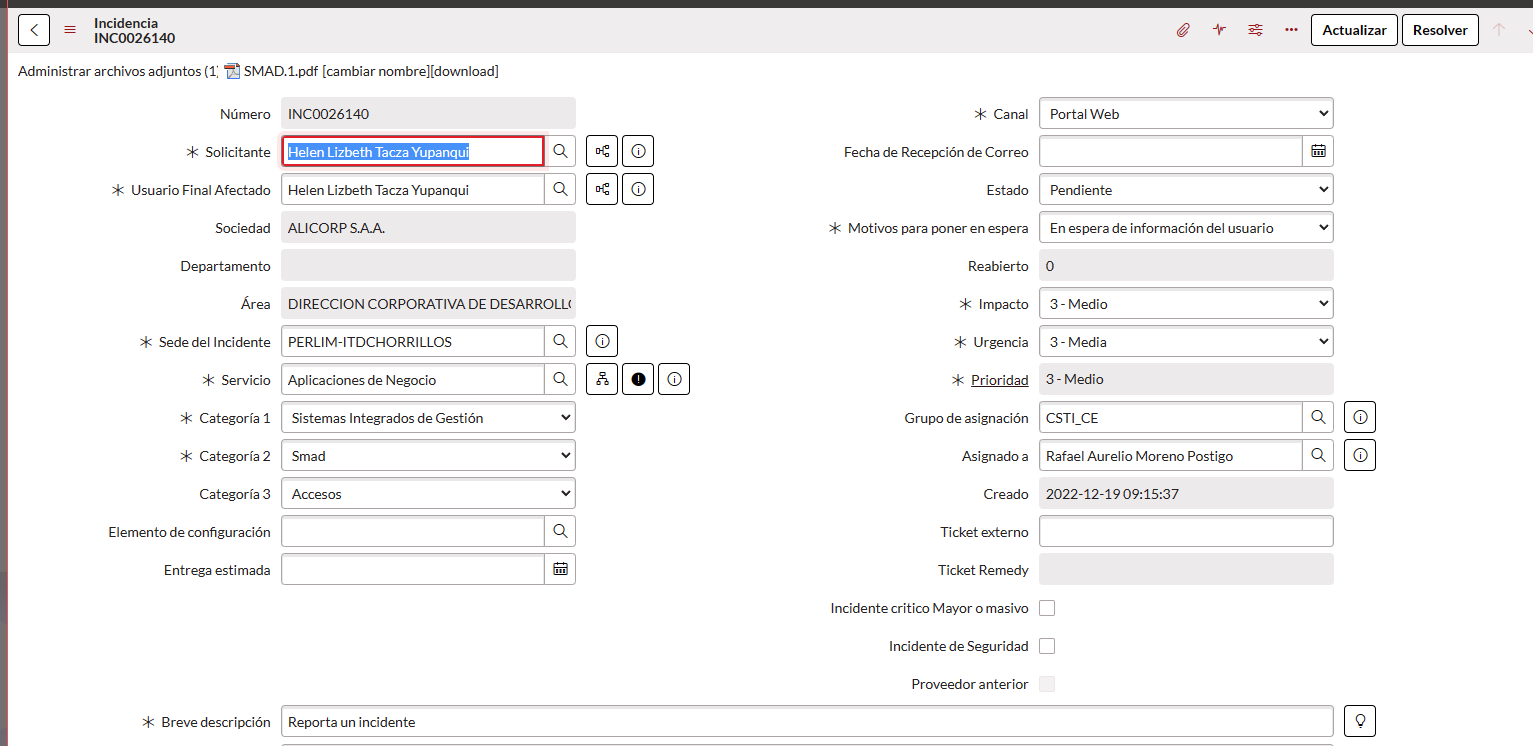 Incidencia
INC0026140
Actualizar
Resolver
Administrar archivos adjuntos (1) SMAD.1.pdf [cambiar nombre][download]
Número INC0026140
Solicitante Helen Lizbeth Tacza Yupanqui
Usuario Final Afectado Helen Lizbeth Tacza Yupanqui
Sociedad ALICORP S.A.A.
Departamento
Área DIRECCION CORPORATIVA DE DESARROLLO
Sede del Incidente PERLIM-ITDCHORRILLOS
Servicio Aplicaciones de Negocio
Categoría 1 Sistemas Integrados de Gestión
Categoría 2 Smad
Categoría 3 Accesos
Elemento de configuración
Entrega estimada
Canal Portal Web
Fecha de Recepción de Correo
Estado Pendiente
Motivos para poner en espera En espera de información del usuario
Reabierto 0
Impacto 3 - Medio
Urgencia 3 - Media
Prioridad 3 - Medio
Grupo de asignación CSTI_CE
Asignado a Rafael Aurelio Moreno Postigo
Creado 2022-12-19 09:15:37
Ticket externo
Ticket Remedy
Incidente critico Mayor o masivo
Incidente de Seguridad
Proveedor anterior
Breve descripción Reporta un incidente